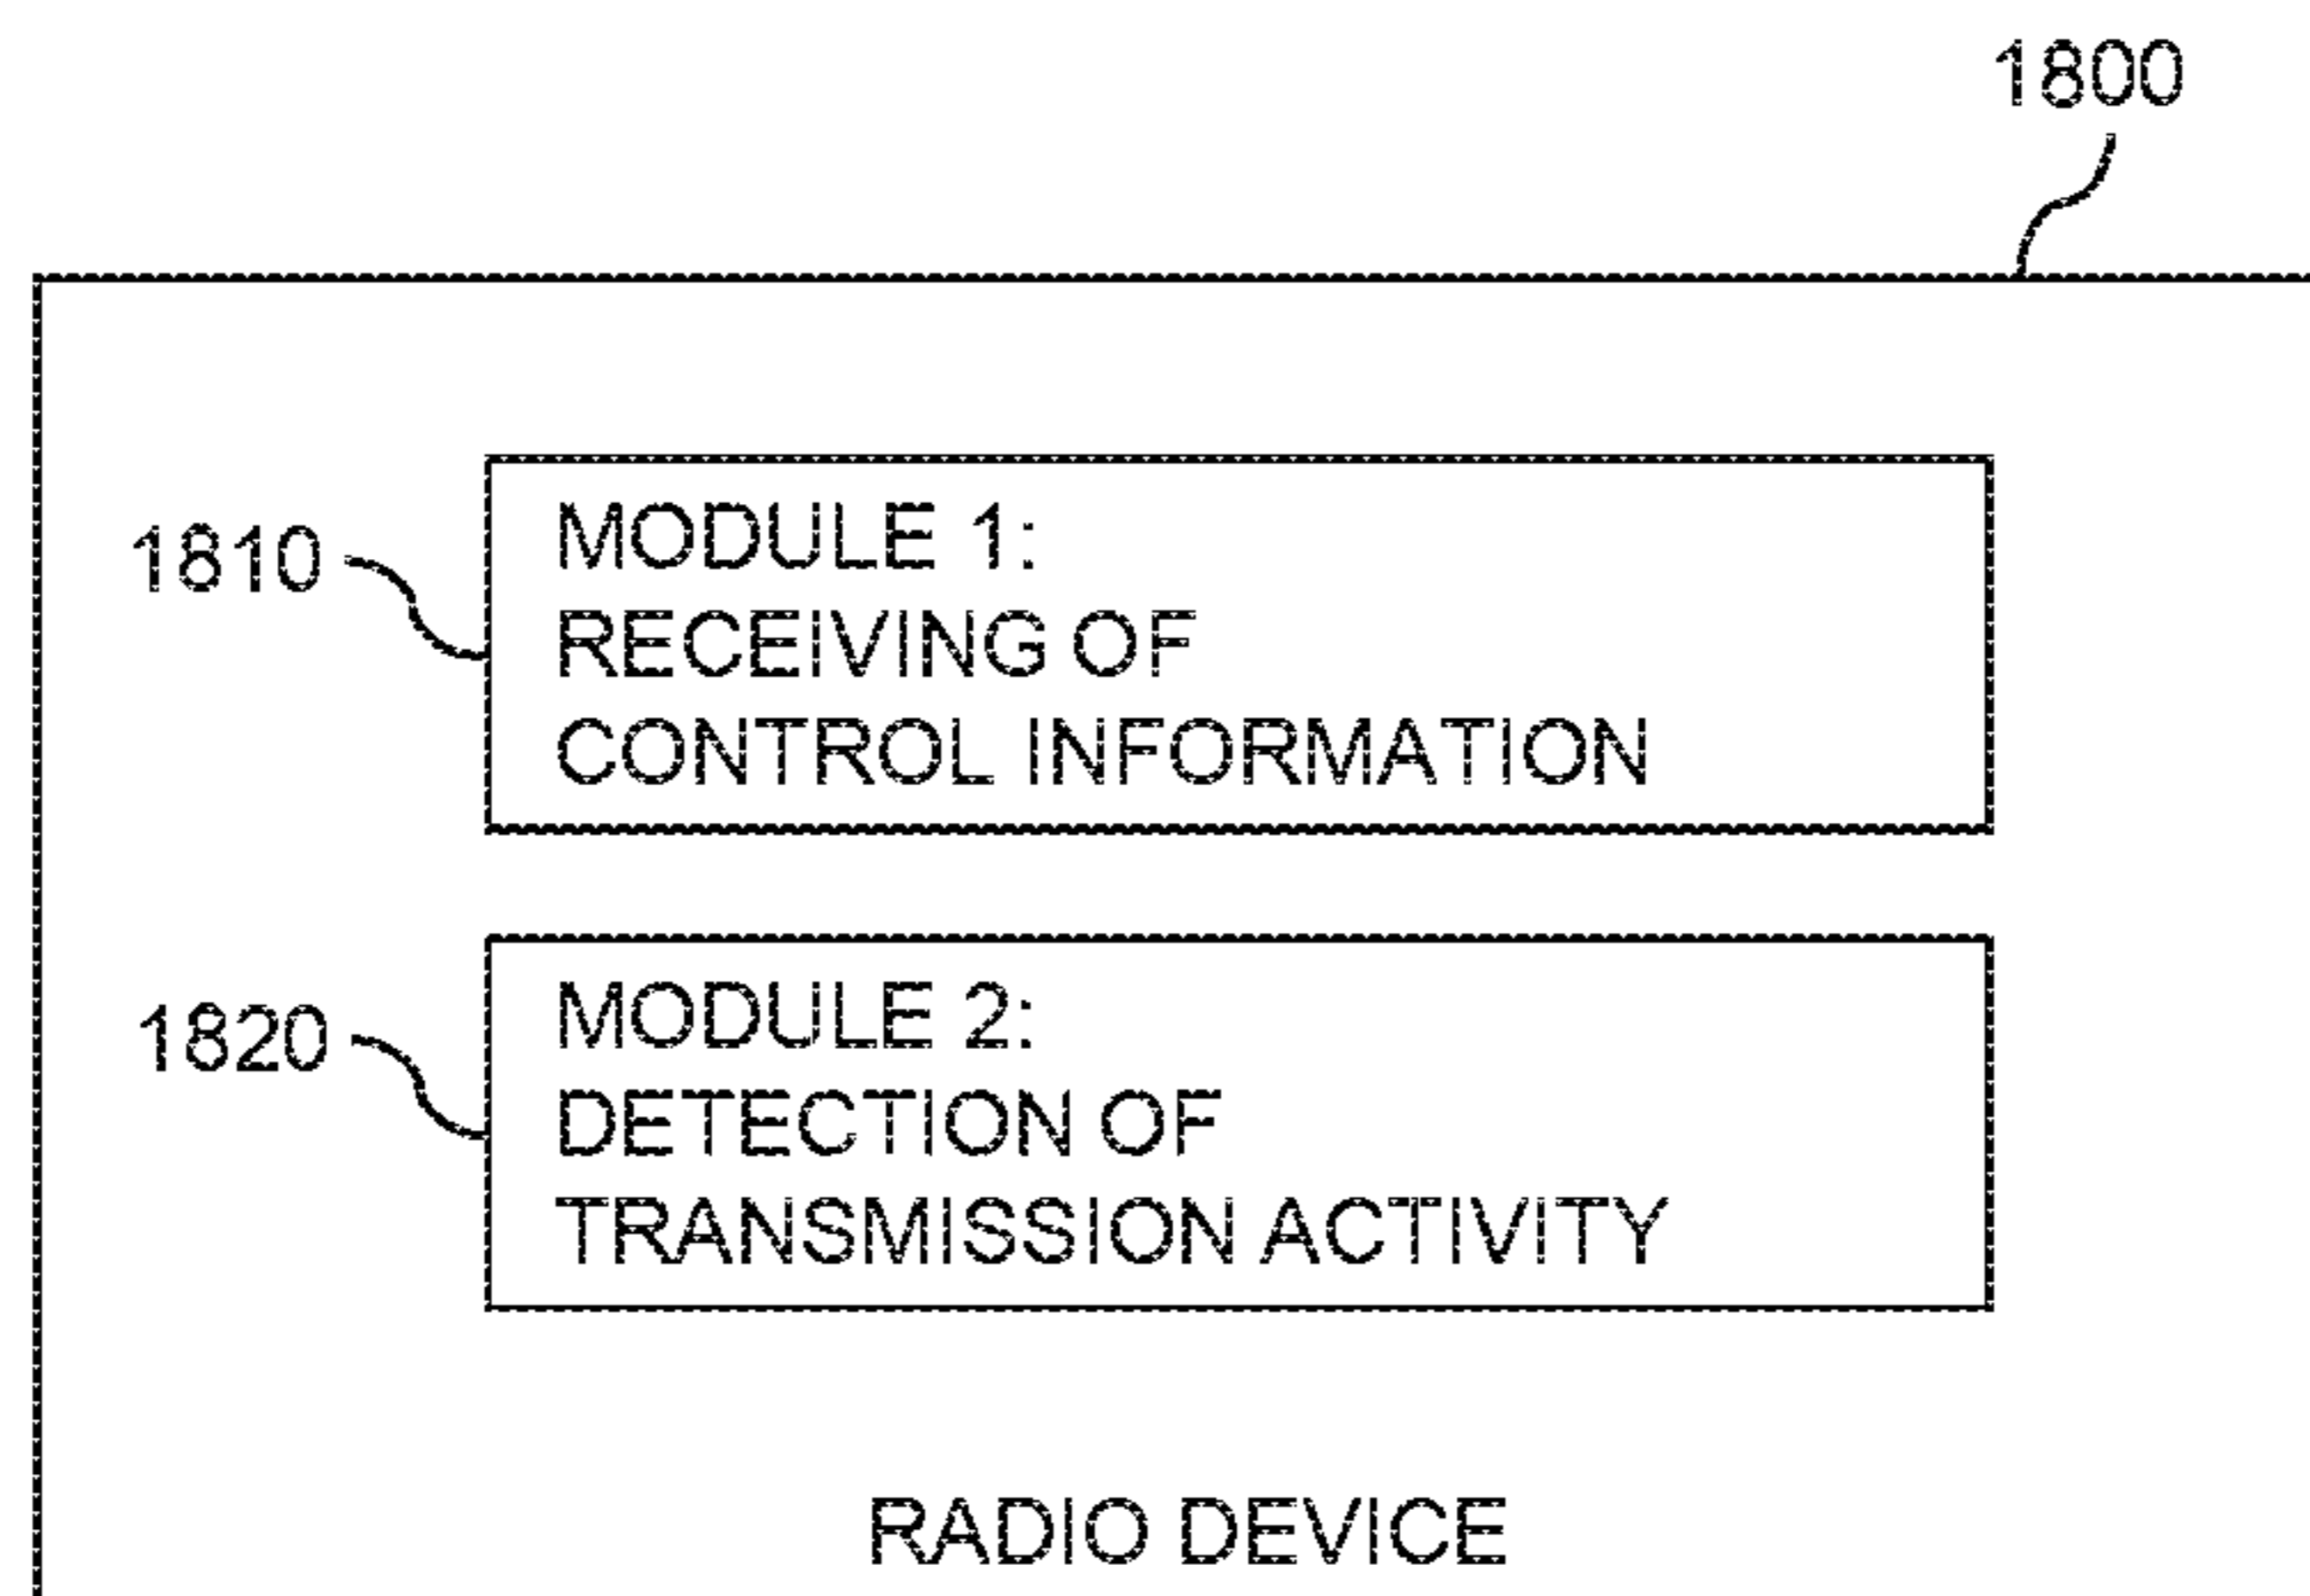 1800
1810
MODULE 1:
RECEIVING OF
CONTROL INFORMATION
1820
MODULE 2:
DETECTION OF
TRANSMISSION ACTIVITY
RADIO DEVICE